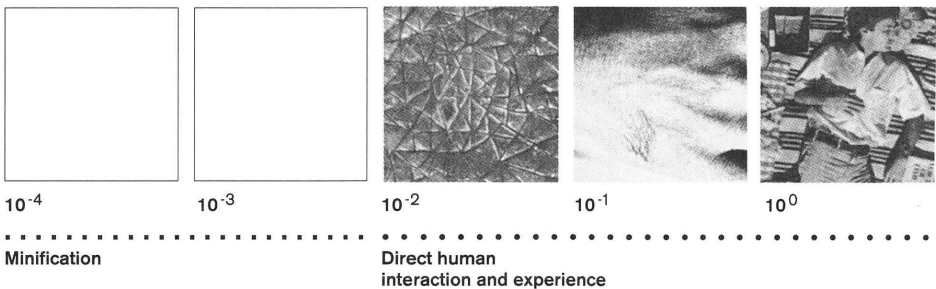 10⁻⁴ 10⁻³ 10⁻² 10⁻¹ 10⁰
Minification Direct human
interaction and experience